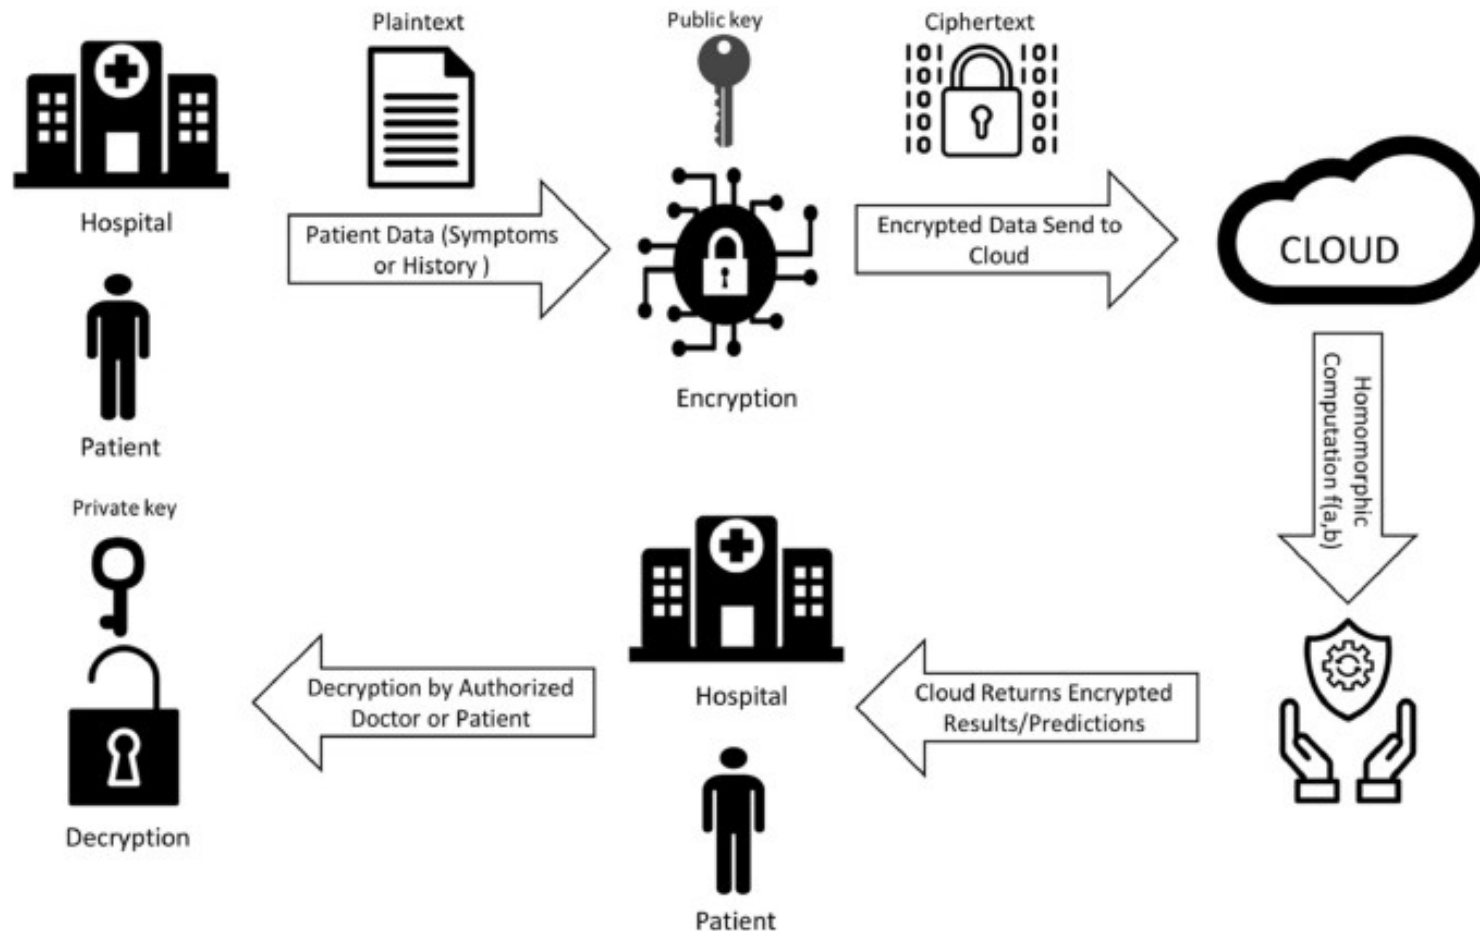 Plaintext
Public key
Ciphertext
Hospital
Patient Data (Symptoms
or History )
Encrypted Data Send to
Cloud
CLOUD
Patient
Encryption
Homomorphic
Computation f(a,b)
Private key
Decryption by Authorized
Doctor or Patient
Hospital
Cloud Returns Encrypted
Results/Predictions
Decryption
Patient